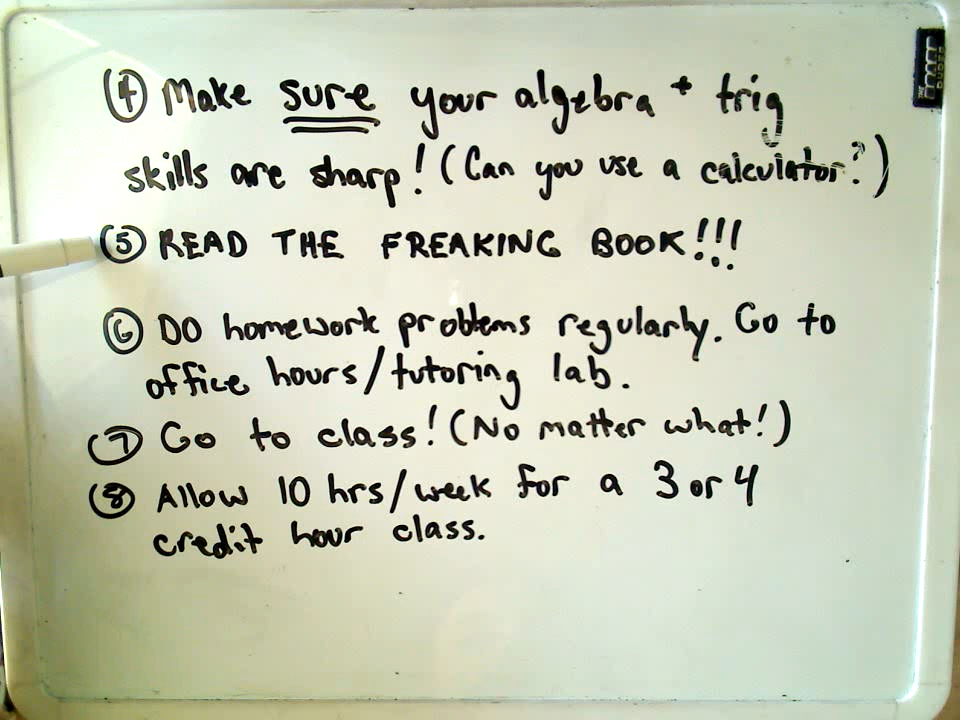 ④ Make sure your algebra + trig
skills are sharp! (Can you use a calculator?)
⑤ READ THE FREAKING BOOK!!!
⑥ Do homework problems regularly. Go to
office hours/tutoring lab.
⑦ Go to class! (No matter what!)
⑧ Allow 10 hrs/week for a 3 or 4
credit hour class.
THE
DUDES